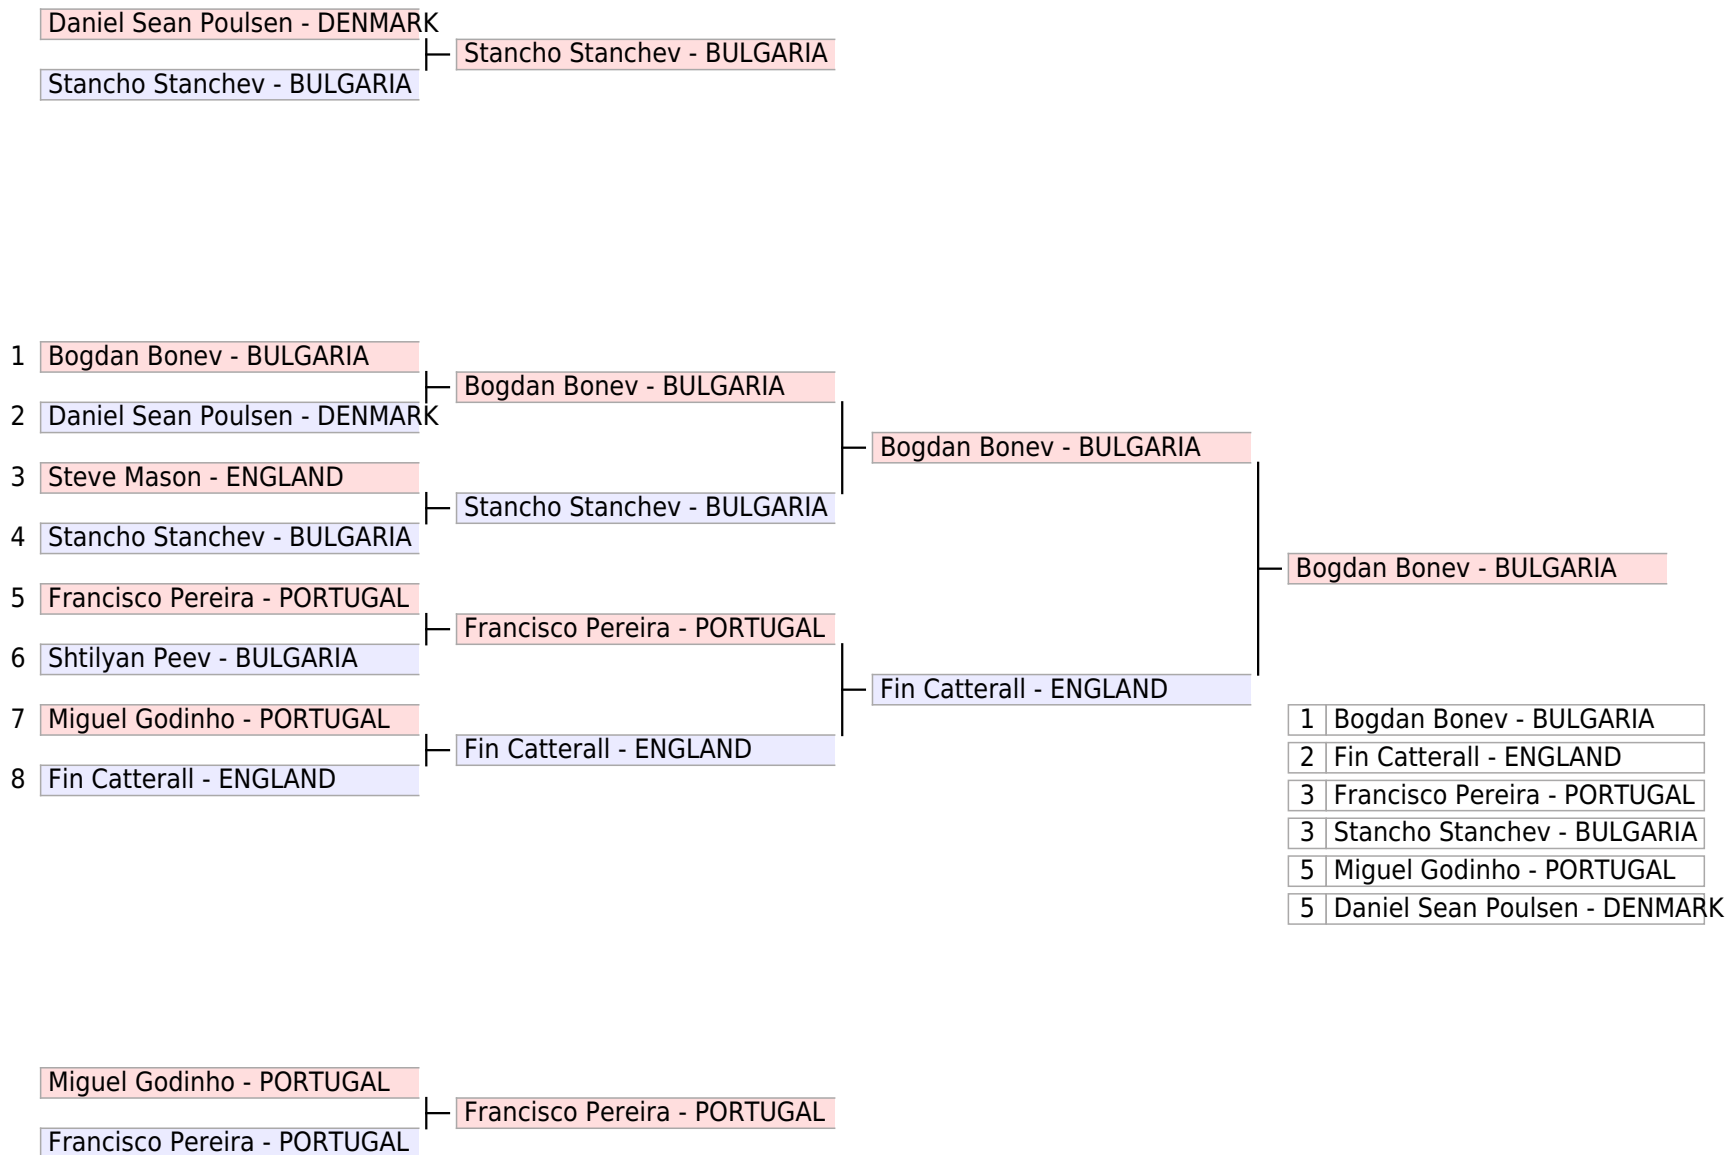 Daniel Sean Poulsen - DENMARK
Stancho Stanchev - BULGARIA
Stancho Stanchev - BULGARIA
1 Bogdan Bonev - BULGARIA
Bogdan Bonev - BULGARIA
2 Daniel Sean Poulsen - DENMARK
Bogdan Bonev - BULGARIA
3 Steve Mason - ENGLAND
Stancho Stanchev - BULGARIA
4 Stancho Stanchev - BULGARIA
Bogdan Bonev - BULGARIA
5 Francisco Pereira - PORTUGAL
Francisco Pereira - PORTUGAL
6 Shtilyan Peev - BULGARIA
Fin Catterall - ENGLAND
7 Miguel Godinho - PORTUGAL
Fin Catterall - ENGLAND
8 Fin Catterall - ENGLAND
1 Bogdan Bonev - BULGARIA
2 Fin Catterall - ENGLAND
3 Francisco Pereira - PORTUGAL
3 Stancho Stanchev - BULGARIA
5 Miguel Godinho - PORTUGAL
5 Daniel Sean Poulsen - DENMARK
Miguel Godinho - PORTUGAL
Francisco Pereira - PORTUGAL
Francisco Pereira - PORTUGAL